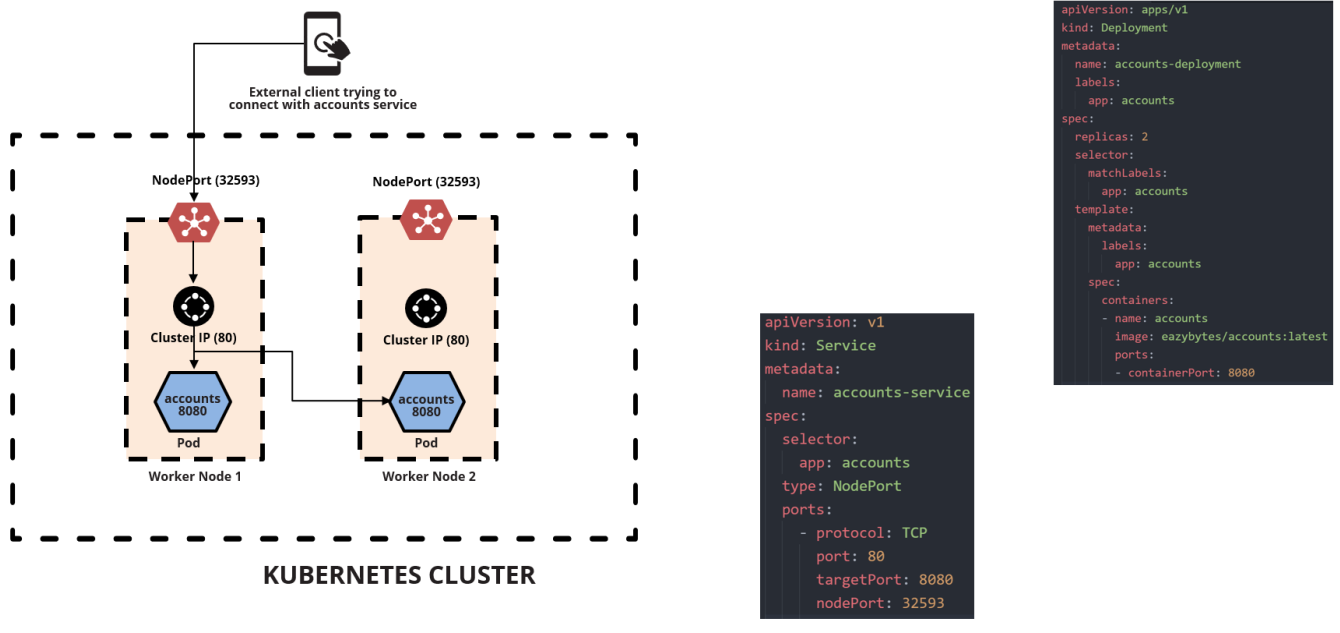 External client trying to
connect with accounts service
NodePort (32593)
NodePort (32593)
Cluster IP (80)
Cluster IP (80)
accounts
8080
accounts
8080
Pod
Pod
Worker Node 1
Worker Node 2
KUBERNETES CLUSTER
apiVersion: v1
kind: Service
metadata:
  name: accounts-service
spec:
  selector:
    app: accounts
  type: NodePort
  ports:
    - protocol: TCP
      port: 80
      targetPort: 8080
      nodePort: 32593
apiVersion: apps/v1
kind: Deployment
metadata:
  name: accounts-deployment
  labels:
    app: accounts
spec:
  replicas: 2
  selector:
    matchLabels:
      app: accounts
  template:
    metadata:
      labels:
        app: accounts
    spec:
      containers:
      - name: accounts
        image: eazybytes/accounts:latest
        ports:
        - containerPort: 8080